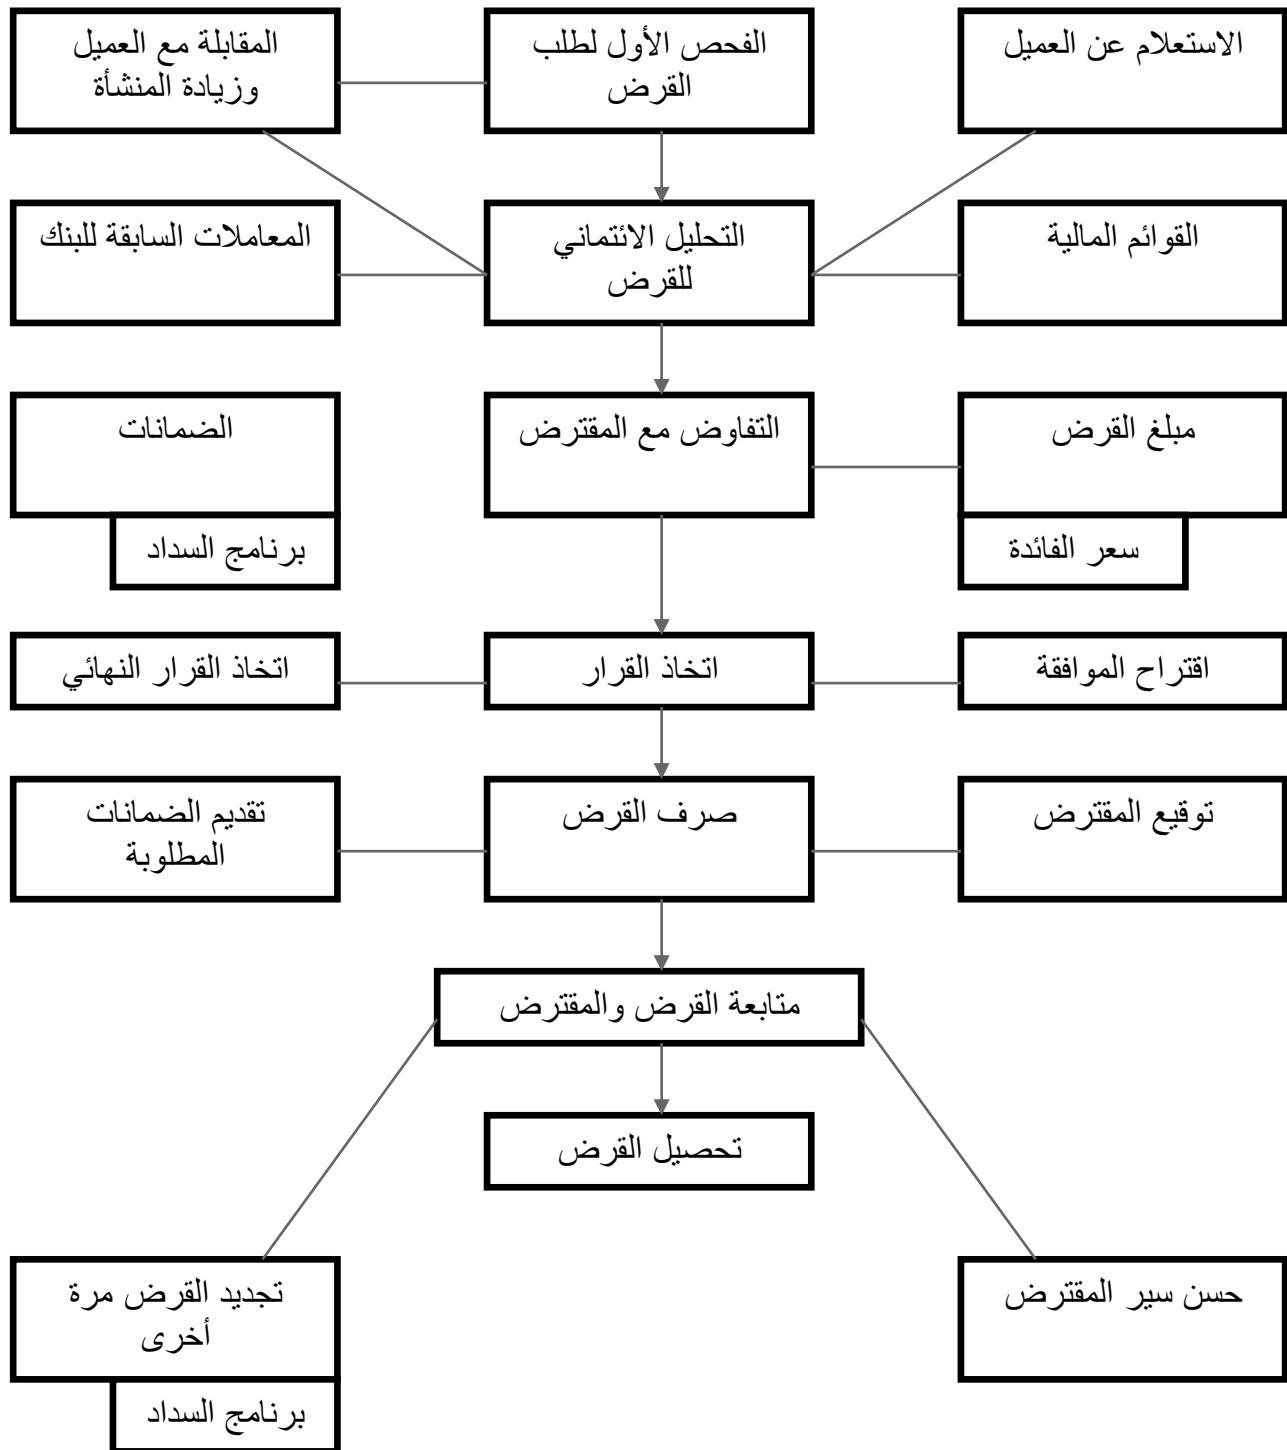 الاستعلام عن العميل
الفحص الأول لطلب
القرض
المقابلة مع العميل
وزيادة المنشأة
القوائم المالية
التحليل الائتماني
للقرض
المعاملات السابقة للبنك
مبلغ القرض
التفاوض مع المقترض
الضمانات
سعر الفائدة
برنامج السداد
اقتراح الموافقة
اتخاذ القرار
اتخاذ القرار النهائي
توقيع المقترض
صرف القرض
تقديم الضمانات
المطلوبة
متابعة القرض والمقترض
تحصيل القرض
حسن سير المقترض
تجديد القرض مرة
أخرى
برنامج السداد